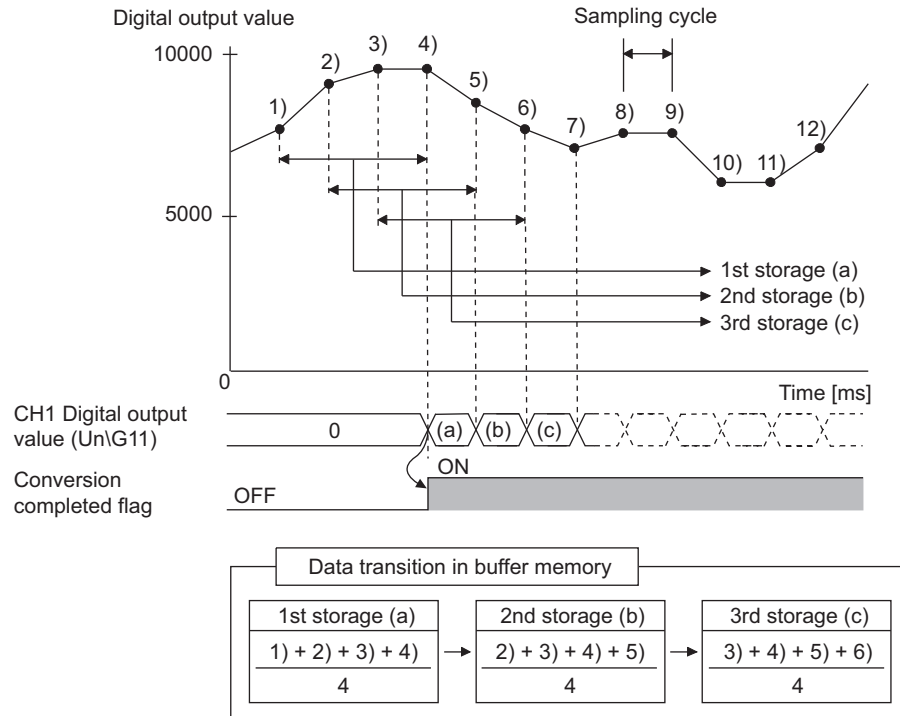 Digital output value
Sampling cycle
10000
1)
2)
3)
4)
5)
6)
7)
8)
9)
10)
11)
12)
5000
1st storage (a)
2nd storage (b)
3rd storage (c)
0
Time [ms]
CH1 Digital output
value (Un\G11)
0
(a)
(b)
(c)
Conversion
completed flag
OFF
ON
Data transition in buffer memory
1st storage (a)
1) + 2) + 3) + 4)
4
2nd storage (b)
2) + 3) + 4) + 5)
4
3rd storage (c)
3) + 4) + 5) + 6)
4